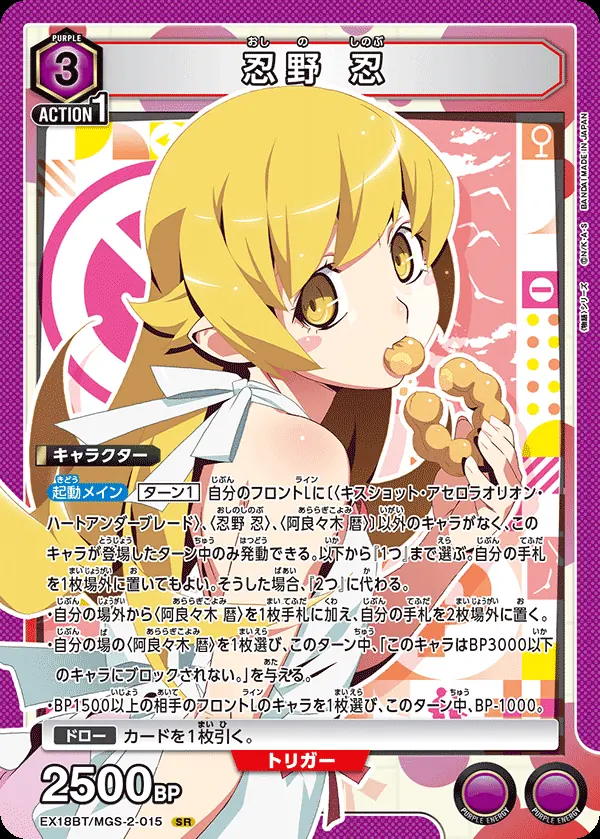 PURPLE
3
ACTION 1
おし の しのぶ
忍野 忍
BANDAI MADE IN JAPAN
©N/K・A・S
〈物語〉シリーズ
キャラクター
起動メイン ターン1 自分のフロントLに〔〈キスショット・アセロラオリオン・
ハートアンダーブレード〉、〈忍野 忍〉、〈阿良々木 暦〉〕以外のキャラがなく、この
キャラが登場したターン中のみ発動できる。以下から『1つ』まで選ぶ。自分の手札
を1枚場外に置いてもよい。そうした場合、『2つ』に代わる。
・自分の場外から〈阿良々木 暦〉を1枚手札に加え、自分の手札を2枚場外に置く。
・自分の場の〈阿良々木 暦〉を1枚選び、このターン中、「このキャラはBP3000以下
のキャラにブロックされない。」を与える。
・BP1500以上の相手のフロントLのキャラを1枚選び、このターン中、BP-1000。
ドロー カードを1枚引く。
トリガー
2500BP
PURPLE ENERGY
PURPLE ENERGY
EX18BT/MGS-2-015 SR